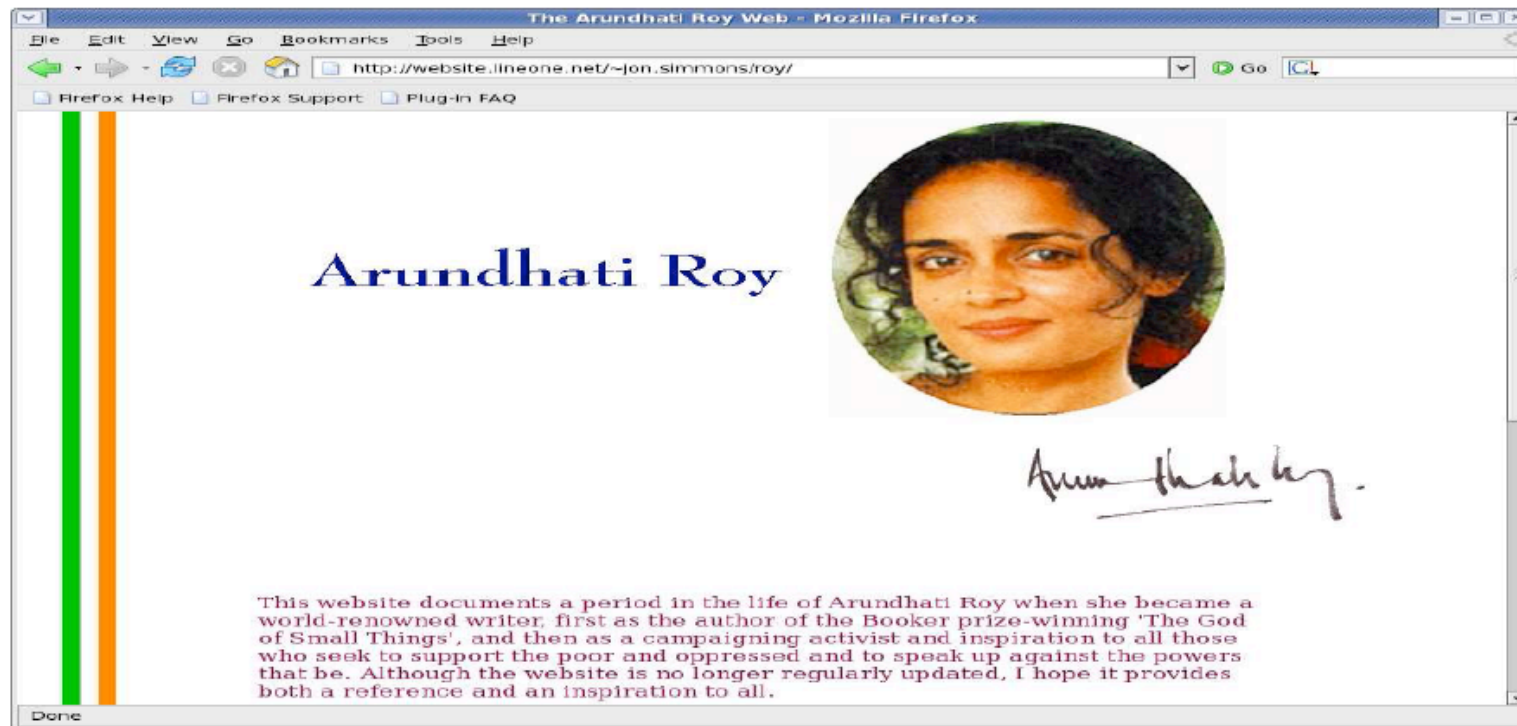 The Arundhati Roy Web - Mozilla Firefox
File Edit View Go Bookmarks Tools Help
http://website.lineone.net/~jon.simmons/roy/ Go
Firefox Help Firefox Support Plug-in FAQ
Arundhati Roy
This website documents a period in the life of Arundhati Roy when she became a
world-renowned writer, first as the author of the Booker prize-winning 'The God
of Small Things', and then as a campaigning activist and inspiration to all those
who seek to support the poor and oppressed and to speak up against the powers
that be. Although the website is no longer regularly updated, I hope it provides
both a reference and an inspiration to all.
Done